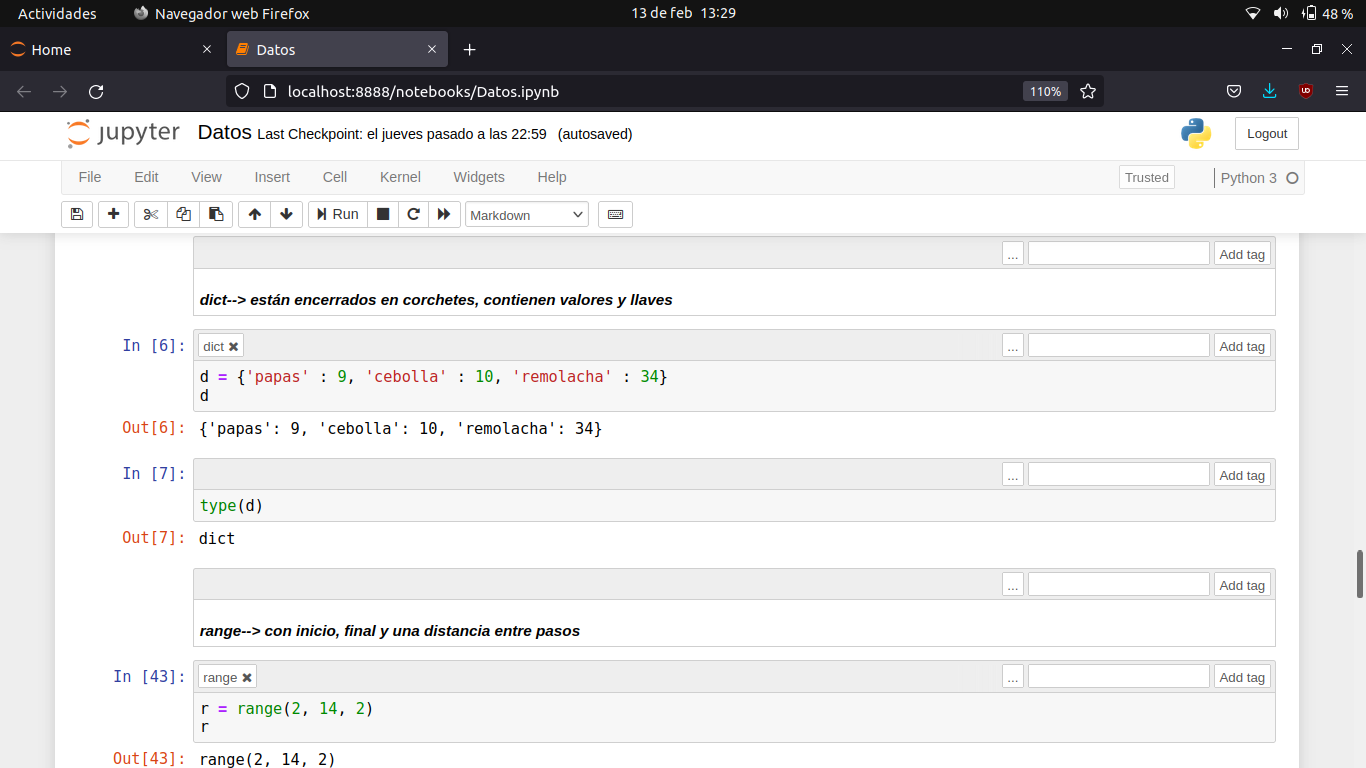 Actividades Navegador web Firefox 13 de feb 13:29 48 %
Home Datos
localhost:8888/notebooks/Datos.ipynb 110%
jupyter Datos Last Checkpoint: el jueves pasado a las 22:59 (autosaved) Logout
File Edit View Insert Cell Kernel Widgets Help Trusted Python 3
Run Markdown
... Add tag
dict--> están encerrados en corchetes, contienen valores y llaves
In [6]: dict ... Add tag
d = {'papas' : 9, 'cebolla' : 10, 'remolacha' : 34}
d
Out[6]: {'papas': 9, 'cebolla': 10, 'remolacha': 34}
In [7]: ... Add tag
type(d)
Out[7]: dict
... Add tag
range--> con inicio, final y una distancia entre pasos
In [43]: range ... Add tag
r = range(2, 14, 2)
r
Out[43]: range(2, 14, 2)